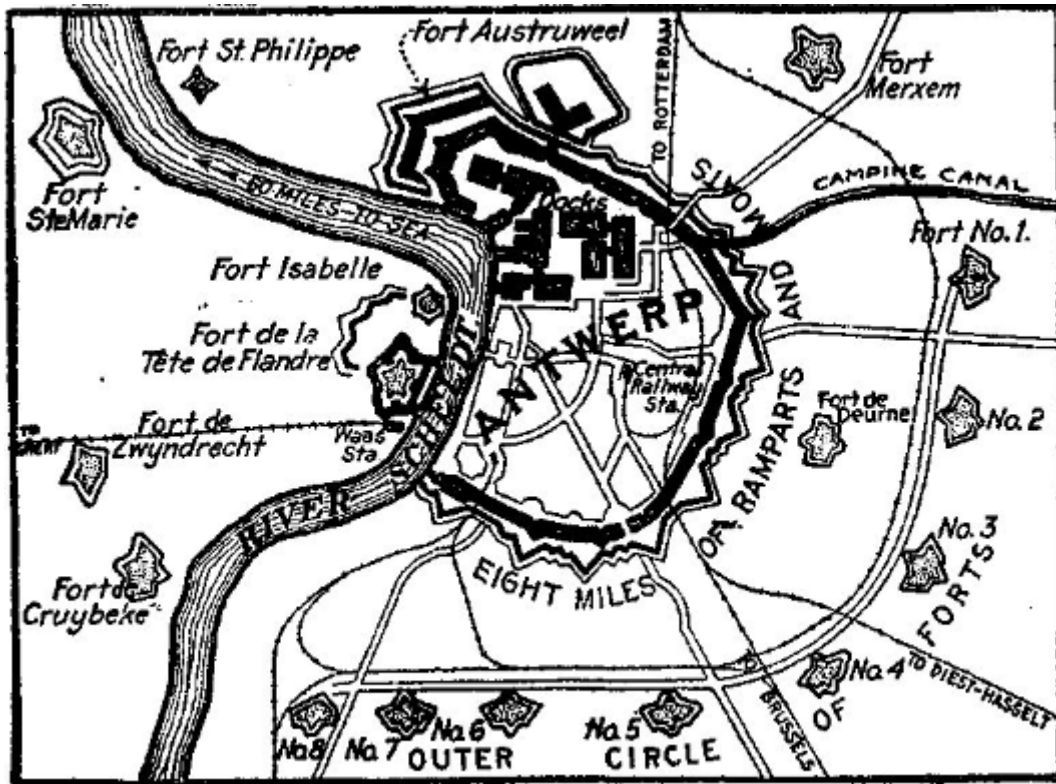 Fort St. Philippe
Fort Austruweel
Fort
Merxem
TO ROTTERDAM
Fort
Ste Marie
60 MILES-TO-SEA
Docks
CAMPINE CANAL
Fort No. 1.
Fort Isabelle
Fort de la
Tête de Flandre
ANTWERP
Central
Railway
Sta.
Fort de
Deurne
No. 2
Fort de
Zwyndrecht
Waas
Sta
RIVER SCHELDT
No. 3
Fort de
Cruybeke
EIGHT MILES OF RAMPARTS AND MOATS
No. 4
TO DIEST-HASSELT
BRUSSELS
No. 8
No. 7
No. 6
No. 5
OUTER CIRCLE OF FORTS